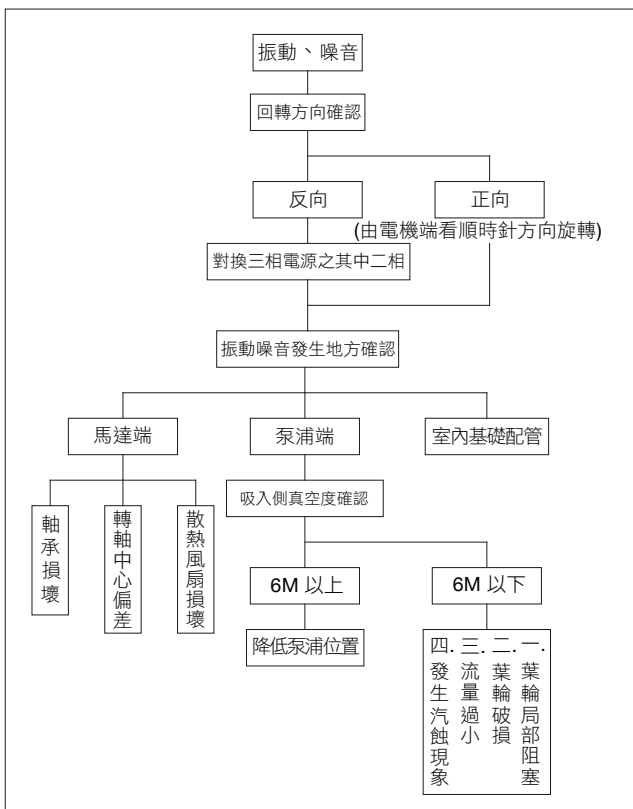 振動、噪音
回轉方向確認
反向
正向
(由電機端看順時針方向旋轉)
對換三相電源之其中二相
振動噪音發生地方確認
馬達端
泵浦端
室內基礎配管
軸承損壞
轉軸中心偏差
散熱風扇損壞
吸入側真空度確認
6M 以上
6M 以下
降低泵浦位置
一.葉輪局部阻塞
二.葉輪破損
三.流量過小
四.發生汽蝕現象